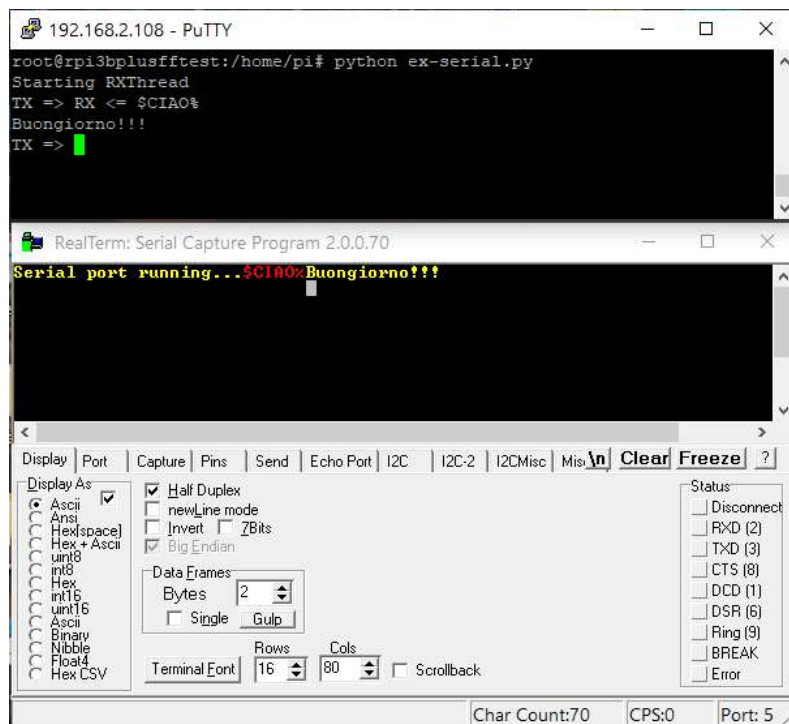 192.168.2.108 - PuTTY
root@rpi3bplusfftest:/home/pi# python ex-serial.py
Starting RXThread
TX => RX <= $CIAO%
Buongiorno!!!
TX =>
RealTerm: Serial Capture Program 2.0.0.70
Serial port running...$CIAO%Buongiorno!!!
Display Port Capture Pins Send Echo Port I2C I2C-2 I2CMisc Mis \n Clear Freeze ?
Display As
Ascii
Ansi
Hex[space]
Hex + Ascii
uint8
int8
Hex
int16
uint16
Ascii
Binary
Nibble
Float4
Hex CSV
Half Duplex
newLine mode
Invert 7Bits
Big Endian
Data Frames
Bytes 2
Single Gulp
Rows Cols
Terminal Font 16 80 Scrollback
Status
Disconnect
RXD (2)
TXD (3)
CTS (8)
DCD (1)
DSR (6)
Ring (9)
BREAK
Error
Char Count:70 CPS:0 Port: 5